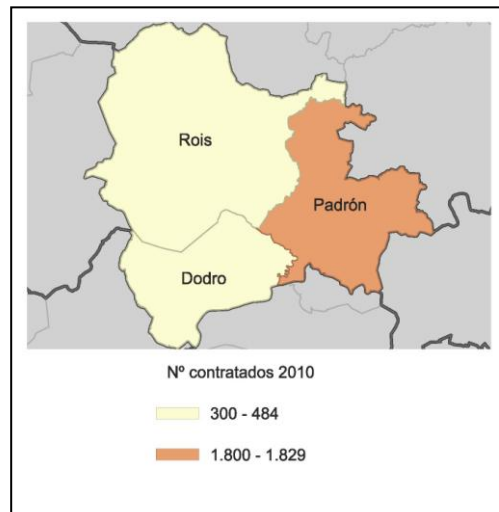 Rois
Padrón
Dodro
Nº contratados 2010
300 - 484
1.800 - 1.829